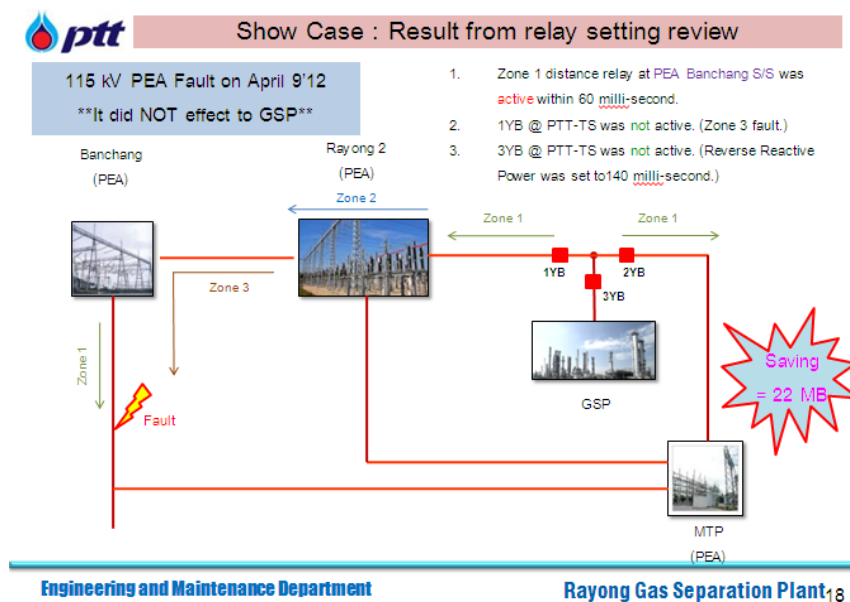 ptt
Show Case : Result from relay setting review
115 kV PEA Fault on April 9'12
**It did NOT effect to GSP**
1. Zone 1 distance relay at PEA Banchang S/S was
active within 60 milli-second.
2. 1YB @ PTT-TS was not active. (Zone 3 fault.)
3. 3YB @ PTT-TS was not active. (Reverse Reactive
Power was set to140 milli-second.)
Banchang
(PEA)
Rayong 2
(PEA)
Zone 2
Zone 1
Zone 1
1YB
2YB
3YB
Zone 3
Zone 1
Fault
GSP
Saving
= 22 MB
MTP
(PEA)
Engineering and Maintenance Department
Rayong Gas Separation Plant
18